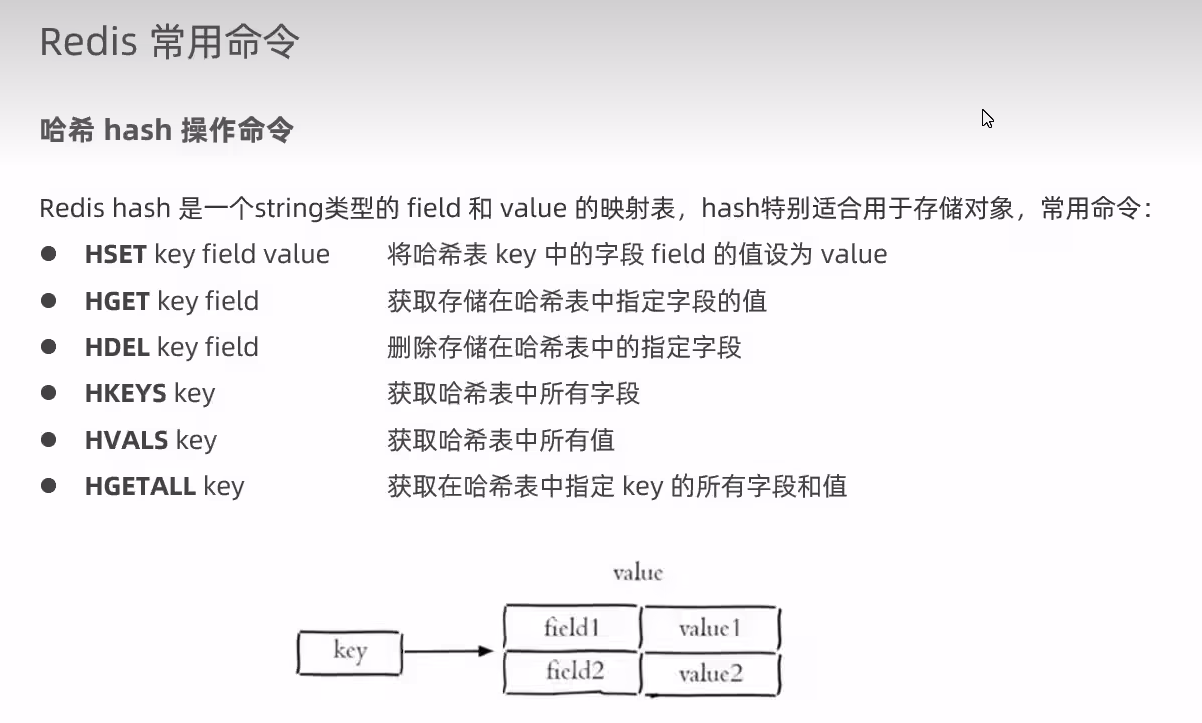 Redis 常用命令
哈希 hash 操作命令
Redis hash 是一个string类型的 field 和 value 的映射表，hash特别适合用于存储对象，常用命令：
● HSET key field value 将哈希表 key 中的字段 field 的值设为 value
● HGET key field 获取存储在哈希表中指定字段的值
● HDEL key field 删除存储在哈希表中的指定字段
● HKEYS key 获取哈希表中所有字段
● HVALS key 获取哈希表中所有值
● HGETALL key 获取在哈希表中指定 key 的所有字段和值
value
field1 value1
key
field2 value2